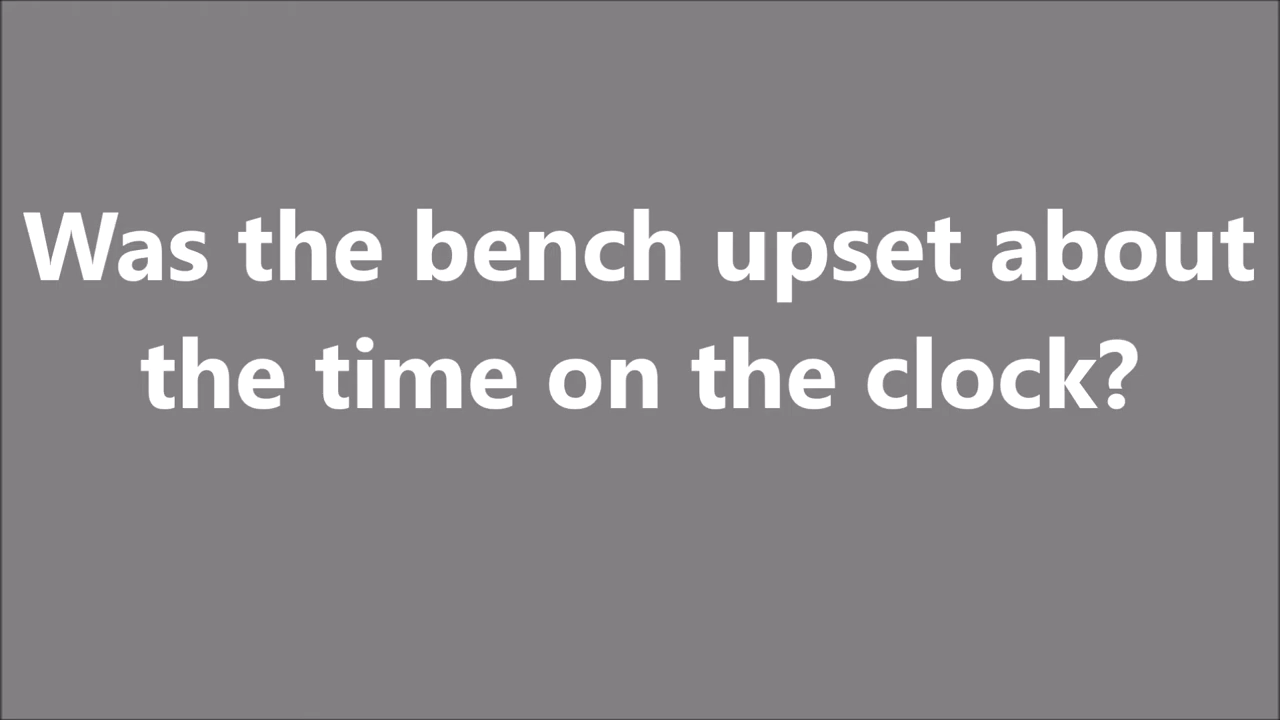 Was the bench upset about
the time on the clock?